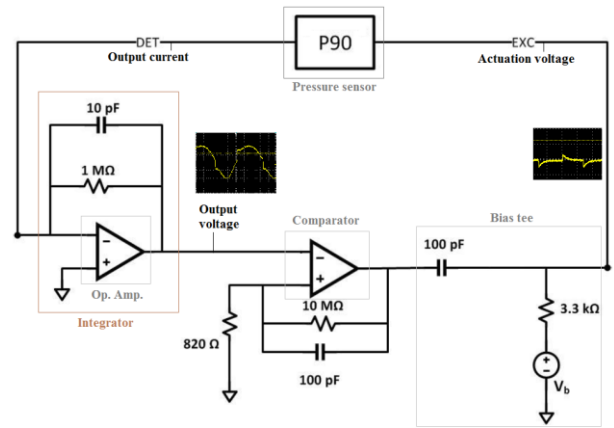 DET
P90
EXC
Output current
Actuation voltage
Pressure sensor
10 pF
1 MΩ
Output
voltage
Comparator
Bias tee
100 pF
−
+
Op. Amp.
Integrator
−
+
10 MΩ
820 Ω
100 pF
3.3 kΩ
+
−
Vb